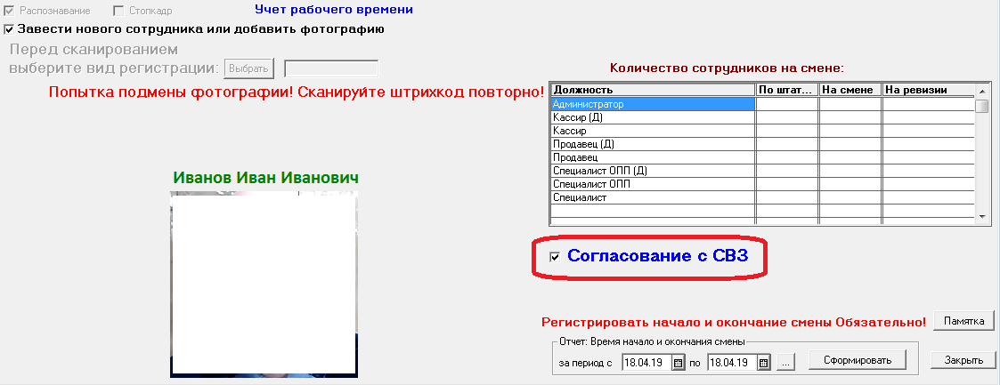 Распознавание Стопкадр Учет рабочего времени
Завести нового сотрудника или добавить фотографию
Перед сканированием
выберите вид регистрации: Выбрать
Количество сотрудников на смене:
Попытка подмены фотографии! Сканируйте штрихкод повторно!
Должность По штат... На смене На ревизии
Администратор
Кассир (Д)
Кассир
Продавец (Д)
Продавец
Специалист ОПП (Д)
Специалист ОПП
Специалист
Иванов Иван Иванович
Согласование с СВЗ
Регистрировать начало и окончание смены Обязательно! Памятка
Отчет: Время начало и окончания смены
за период с 18.04.19 по 18.04.19 ... Сформировать Закрыть